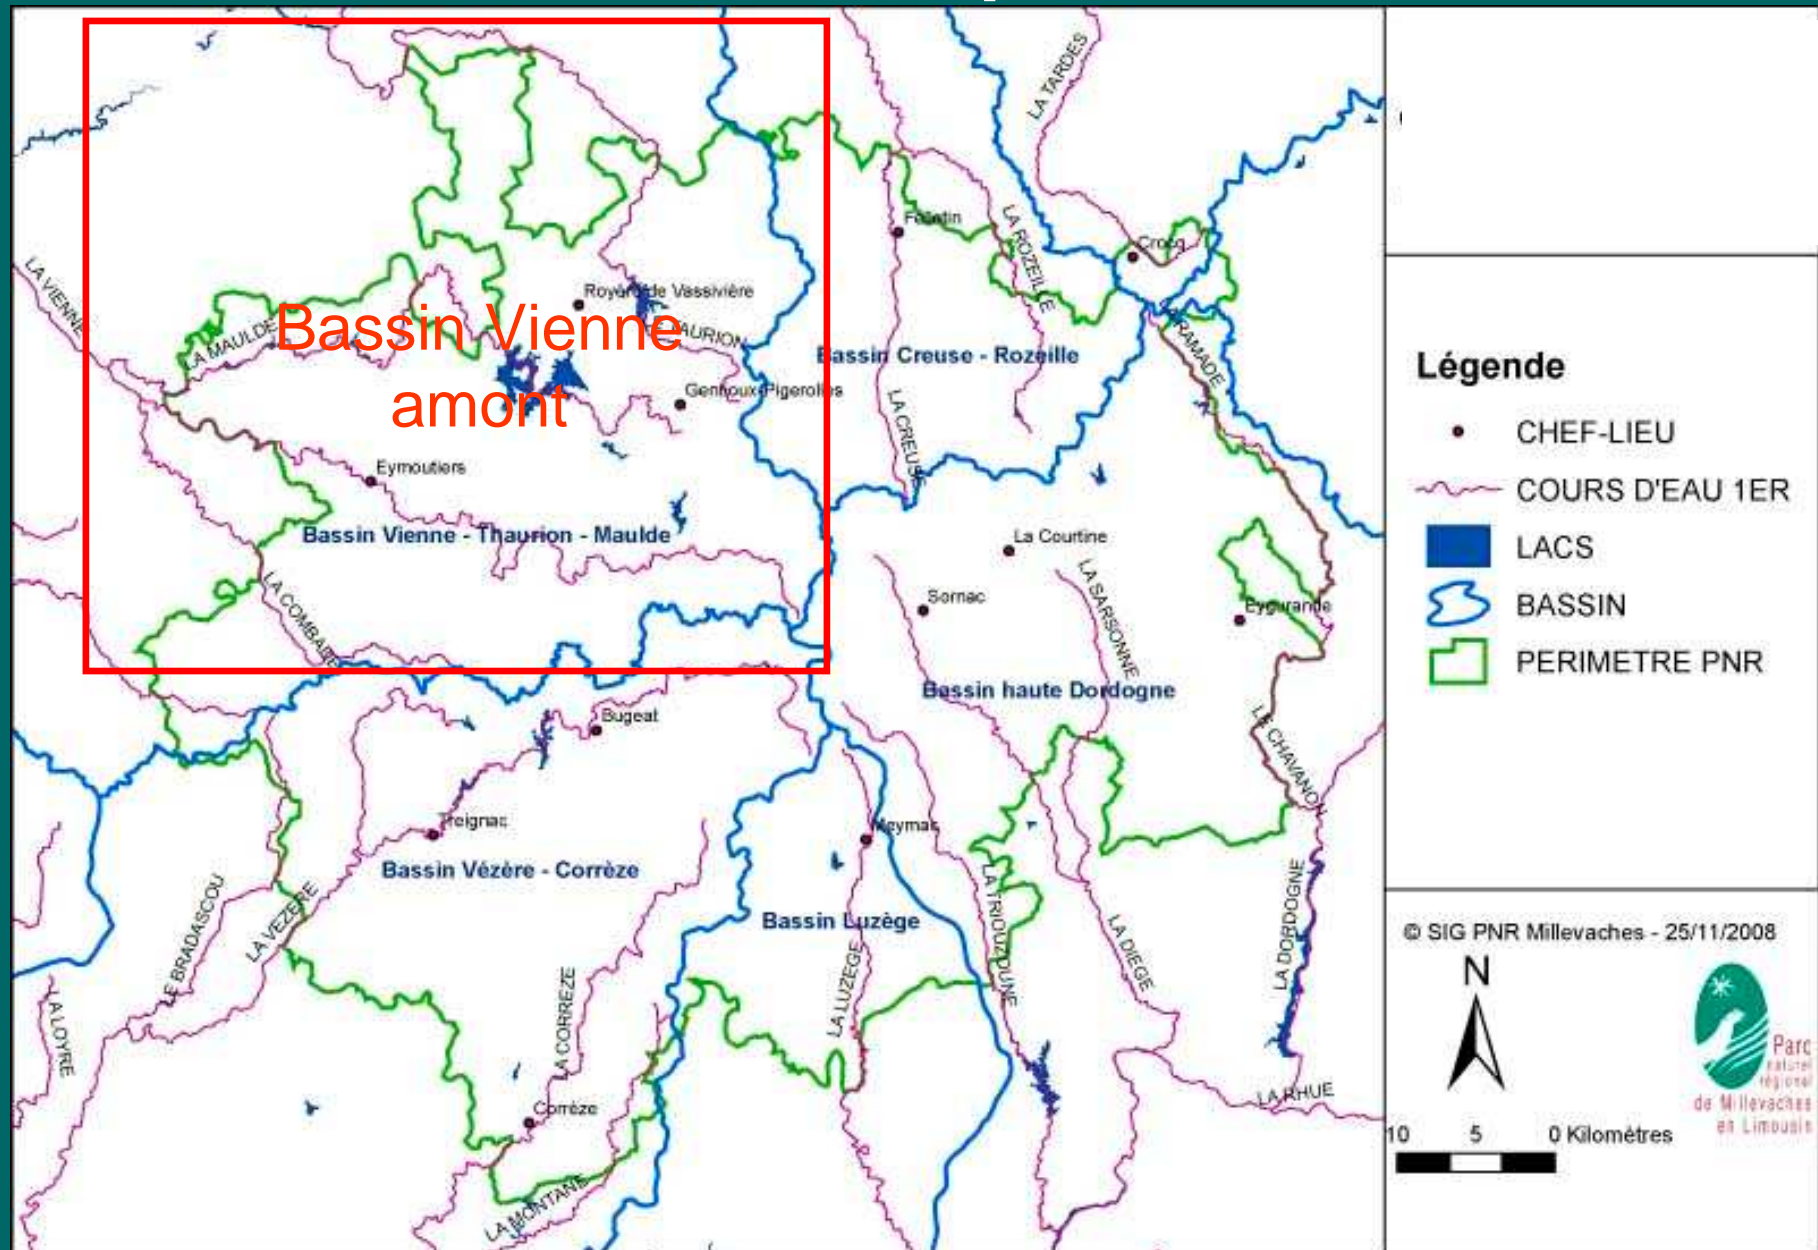 LA TARDES
Felletin
LA ROZEILLE
Crocq
LA VIENNE
LA MAULDE
Royère de Vassivière
LE TAURION
Bassin Vienne
amont
Bassin Creuse - Rozeille
LA RAMADE
Gentioux-Pigerolles
LA CREUSE
Eymoutiers
Bassin Vienne - Thaurion - Maulde
La Courtine
LA COMBADE
Sornac
LA SARSONNE
Eygurande
Bassin haute Dordogne
Bugeat
LE CHAVANON
Treignac
Meymac
Bassin Vézère - Corrèze
LE BRADASCOU
LA VEZERE
Bassin Luzège
LA TRIOUZOUNE
LA DIEGE
LA DORDOGNE
LA LUZEGE
LA CORREZE
LA LOYRE
LA RHUE
Corrèze
LA MONTANE
Légende
CHEF-LIEU
COURS D'EAU 1ER
LACS
BASSIN
PERIMETRE PNR
© SIG PNR Millevaches - 25/11/2008
N
Parc
naturel
régional
de Millevaches
en Limousin
10 5 0 Kilomètres